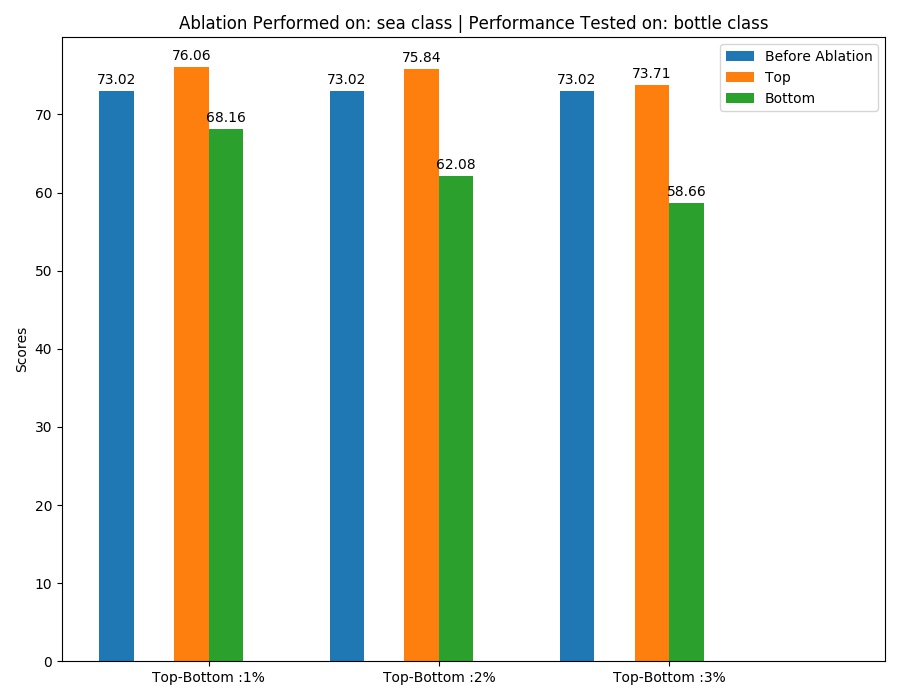 Ablation Performed on: sea class | Performance Tested on: bottle class
Before Ablation
Top
Bottom
73.02
76.06
68.16
73.02
75.84
62.08
73.02
73.71
58.66
Scores
70
60
50
40
30
20
10
0
Top-Bottom :1%
Top-Bottom :2%
Top-Bottom :3%